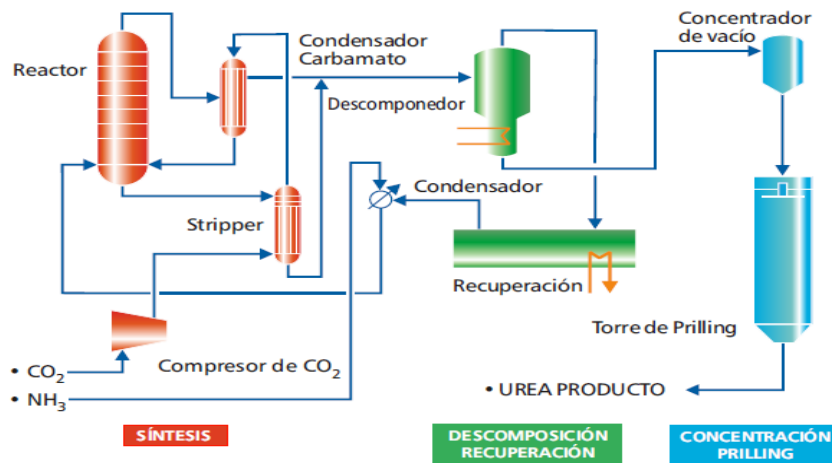 Reactor
Condensador
Carbamato
Descomponedor
Concentrador
de vacío
Condensador
Stripper
Recuperación
Torre de Prilling
Compresor de CO₂
• CO₂
• NH₃
• UREA PRODUCTO
SÍNTESIS
DESCOMPOSICIÓN
RECUPERACIÓN
CONCENTRACIÓN
PRILLING